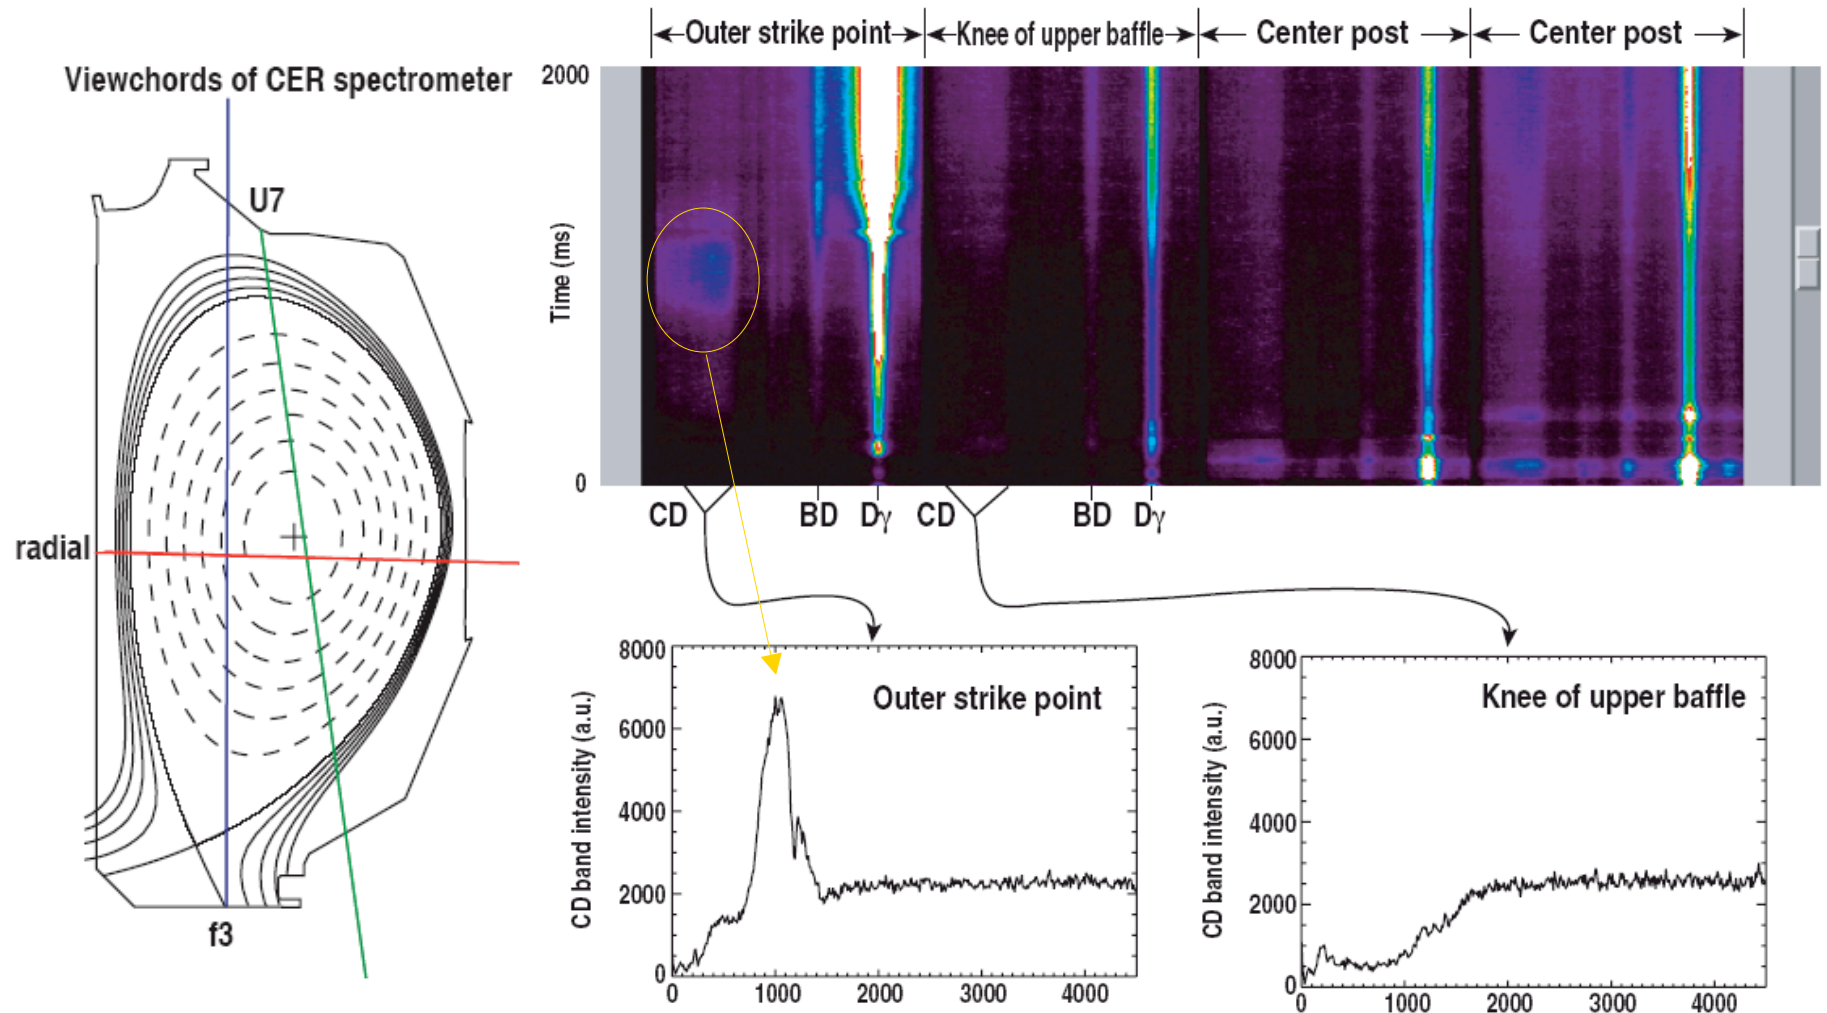 Viewchords of CER spectrometer
U7
radial
f3
Outer strike point
Knee of upper baffle
Center post
Center post
2000
Time (ms)
0
CD
BD
Dγ
CD
BD
Dγ
8000
6000
4000
2000
0
CD band intensity (a.u.)
Outer strike point
0
1000
2000
3000
4000
8000
6000
4000
2000
0
CD band intensity (a.u.)
Knee of upper baffle
0
1000
2000
3000
4000